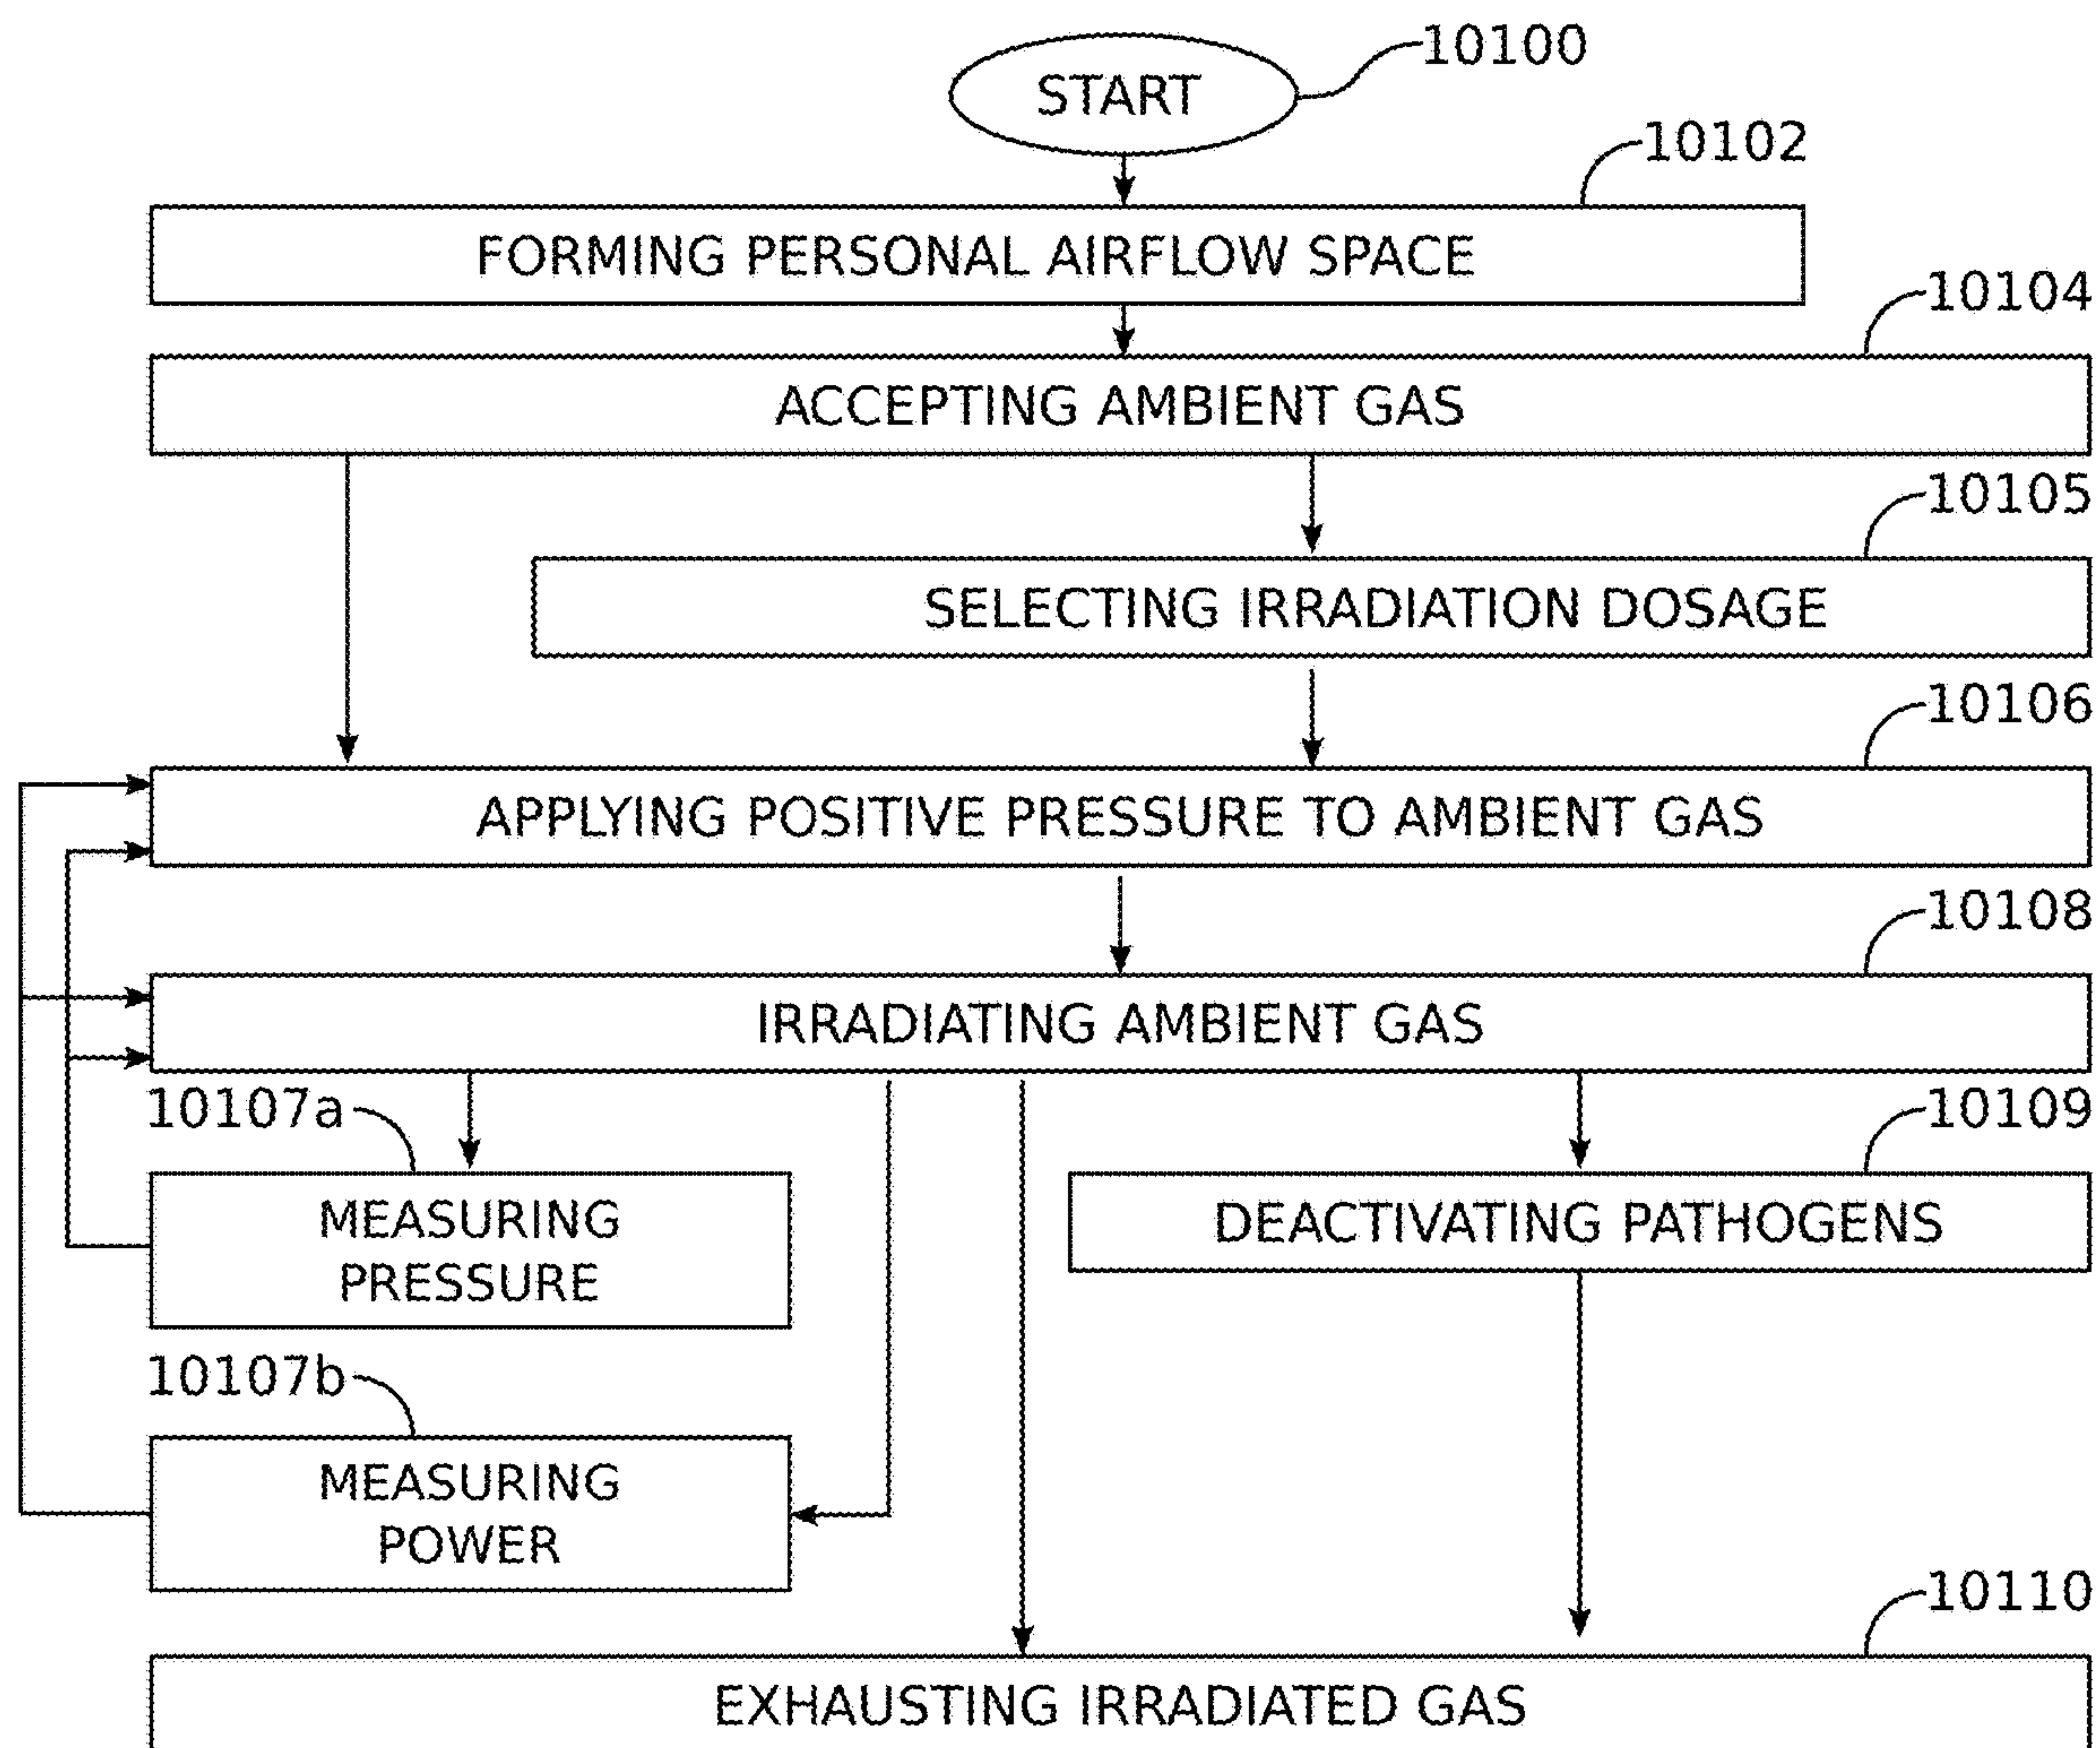 START
10100
10102
FORMING PERSONAL AIRFLOW SPACE
10104
ACCEPTING AMBIENT GAS
10105
SELECTING IRRADIATION DOSAGE
10106
APPLYING POSITIVE PRESSURE TO AMBIENT GAS
10108
IRRADIATING AMBIENT GAS
10107a
10109
MEASURING
PRESSURE
DEACTIVATING PATHOGENS
10107b
MEASURING
POWER
10110
EXHAUSTING IRRADIATED GAS